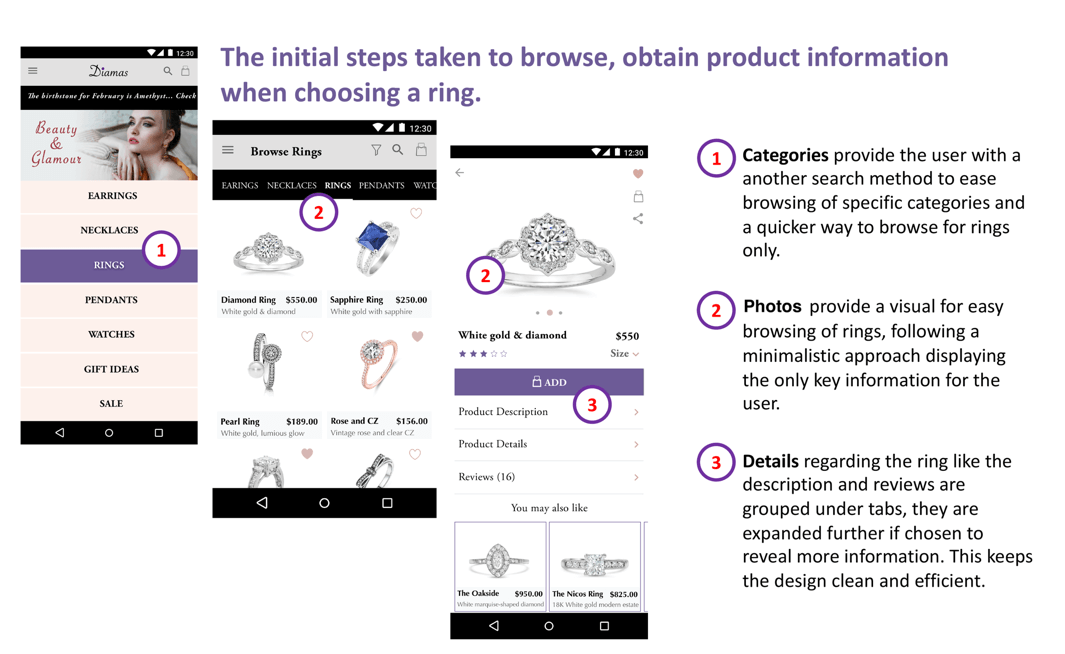 The initial steps taken to browse, obtain product information
when choosing a ring.
12:30
Diamas
The birthstone for February is Amethyst... Check
Beauty
&
Glamour
EARRINGS
NECKLACES
1
RINGS
PENDANTS
WATCHES
GIFT IDEAS
SALE
12:30
Browse Rings
EARINGS NECKLACES RINGS PENDANTS WATC
2
Diamond Ring $550.00
White gold & diamond
Sapphire Ring $250.00
White gold with sapphire
Pearl Ring $189.00
White gold, lumious glow
Rose and CZ $156.00
Vintage rose and clear CZ
12:30
2
White gold & diamond $550
Size
ADD
3
Product Description
Product Details
Reviews (16)
You may also like
The Oakside $950.00
White marquise-shaped diamond
The Nicos Ring $825.00
18K White gold modern estate
1 Categories provide the user with a
another search method to ease
browsing of specific categories and
a quicker way to browse for rings
only.
2 Photos provide a visual for easy
browsing of rings, following a
minimalistic approach displaying
the only key information for the
user.
3 Details regarding the ring like the
description and reviews are
grouped under tabs, they are
expanded further if chosen to
reveal more information. This keeps
the design clean and efficient.